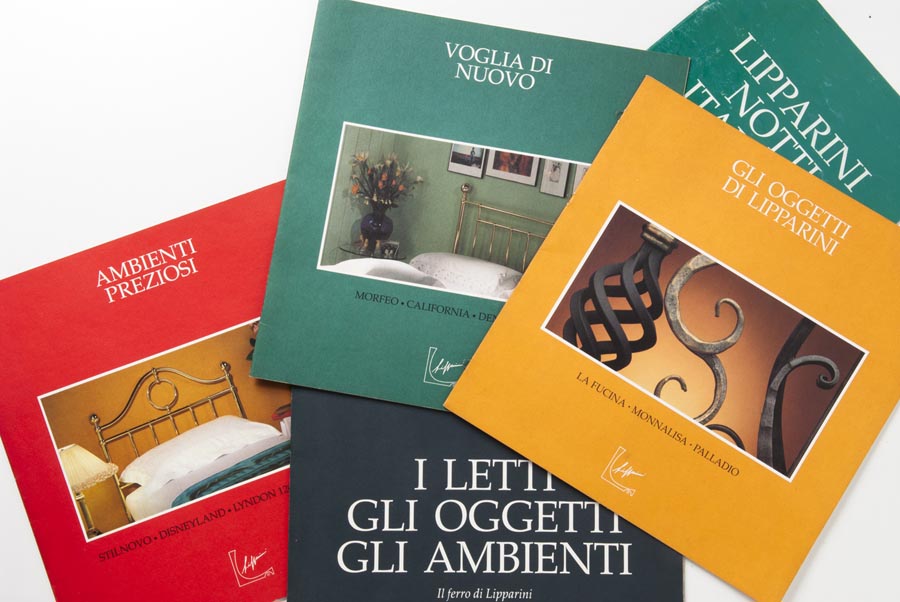 AMBIENTI
PREZIOSI
STILNOVO • DISNEYLAND • LYNDON
VOGLIA DI
NUOVO
MORFEO • CALIFORNIA •
LIPPARINI
NOTTI
GLI OGGETTI
DI LIPPARINI
LA FUCINA • MONNALISA • PALLADIO
I LETTI
GLI OGGETTI
GLI AMBIENTI
Il ferro di Lipparini